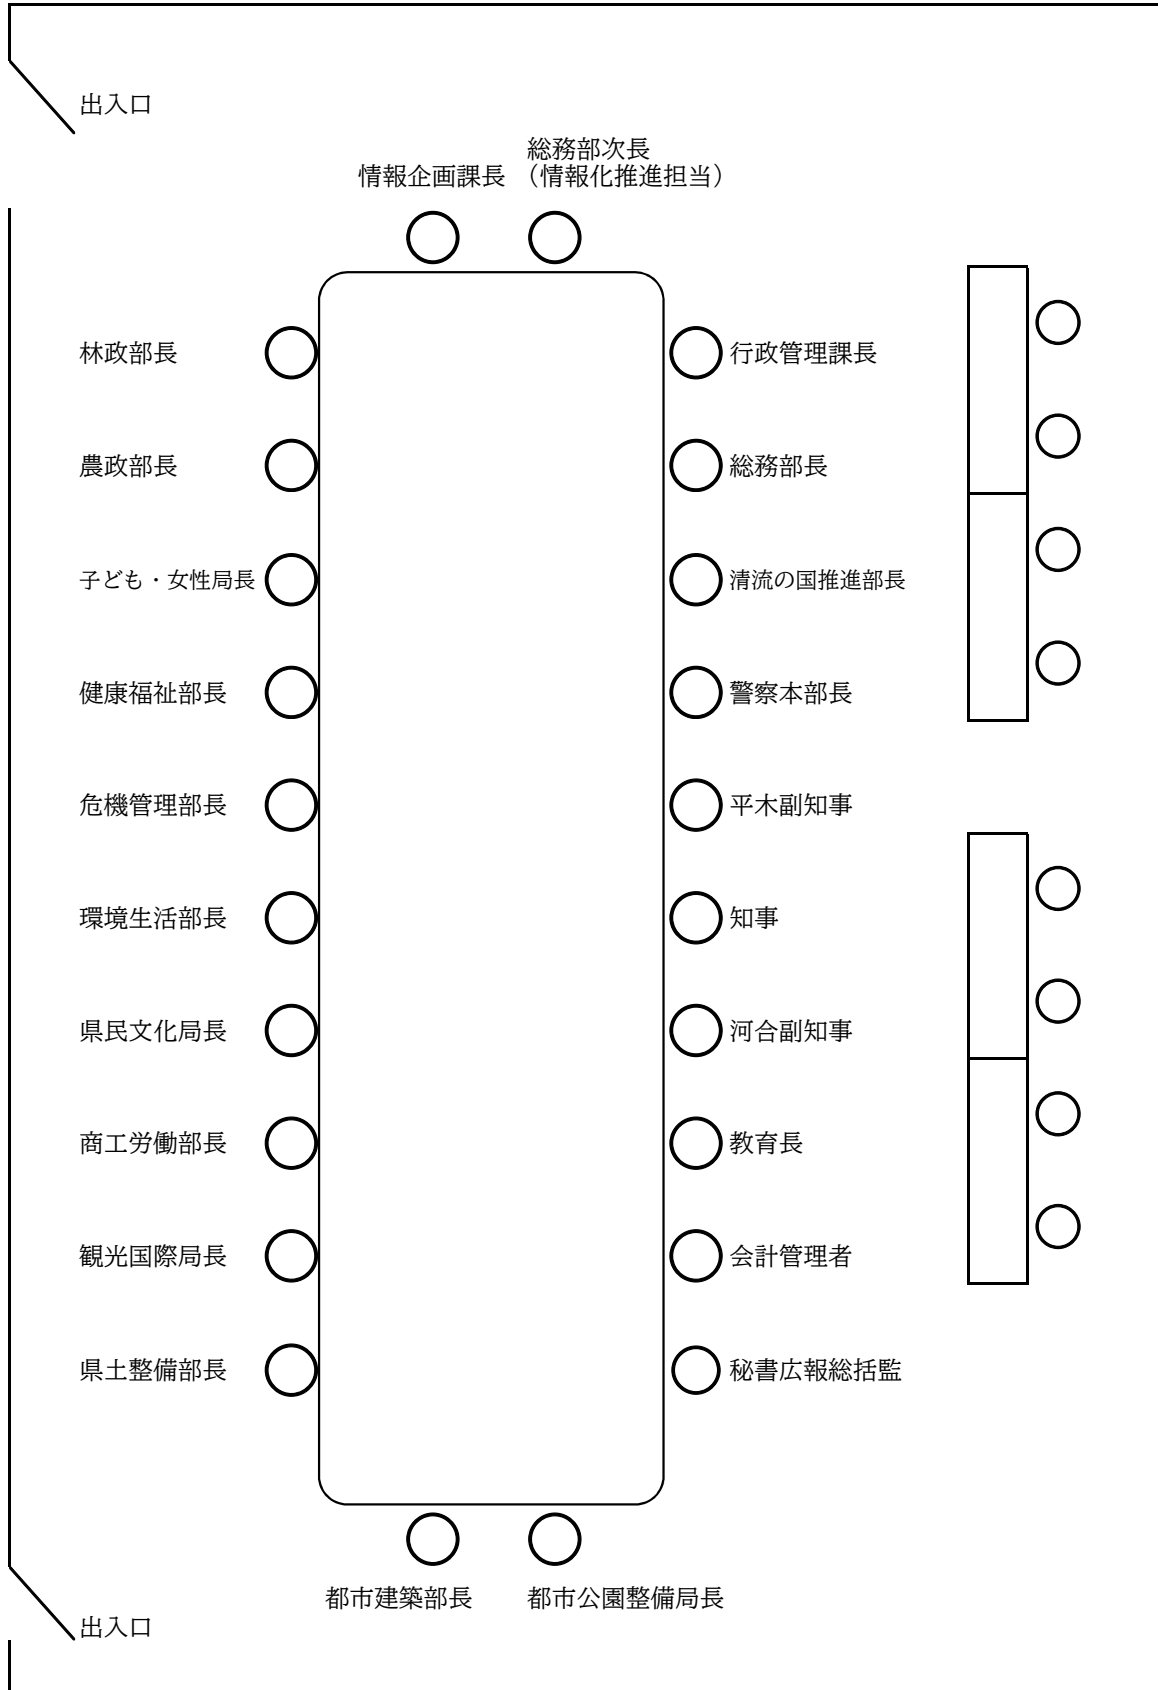 出入口
総務部次長
情報企画課長
（情報化推進担当）
林政部長
行政管理課長
農政部長
総務部長
子ども・女性局長
清流の国推進部長
健康福祉部長
警察本部長
危機管理部長
平木副知事
環境生活部長
知事
県民文化局長
河合副知事
商工労働部長
教育長
観光国際局長
会計管理者
県土整備部長
秘書広報総括監
都市建築部長
都市公園整備局長
出入口